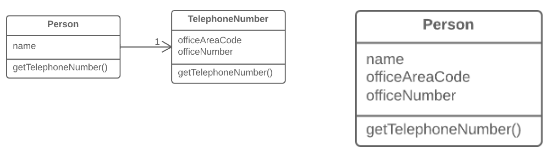 Person
name
getTelephoneNumber()
1
TelephoneNumber
officeAreaCode
officeNumber
getTelephoneNumber()
Person
name
officeAreaCode
officeNumber
getTelephoneNumber()